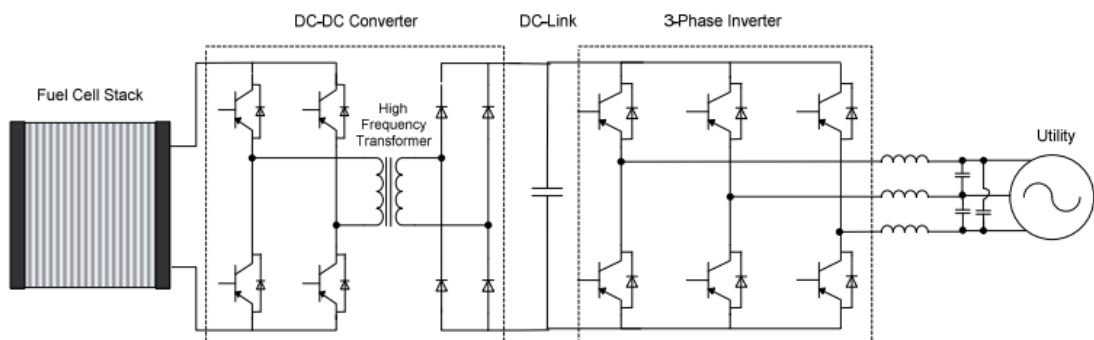 DC-DC Converter
DC-Link
3-Phase Inverter
Fuel Cell Stack
High
Frequency
Transformer
Utility